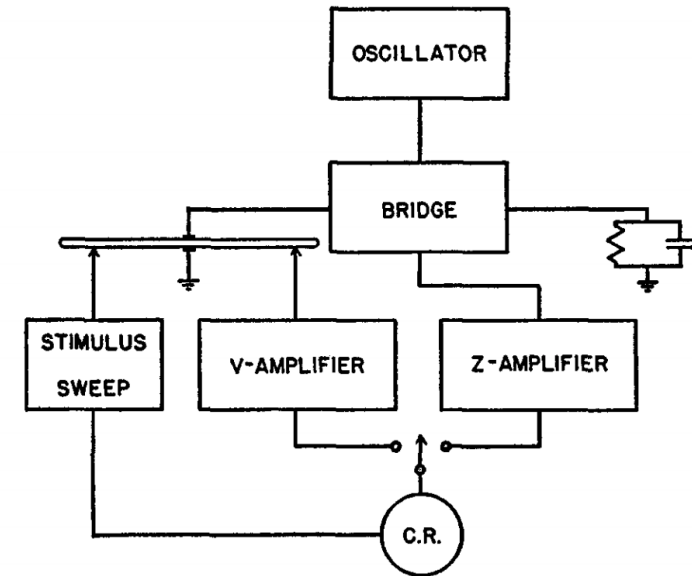 OSCILLATOR
BRIDGE
STIMULUS
SWEEP
V-AMPLIFIER
Z-AMPLIFIER
C.R.